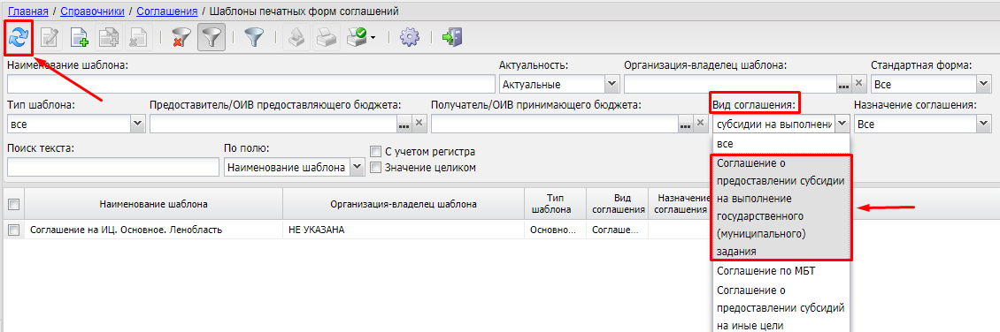 Главная / Справочники / Соглашения / Шаблоны печатных форм соглашений
Наименование шаблона: Актуальность: Организация-владелец шаблона: Стандартная форма:
Актуальные ... Все
Тип шаблона: Предоставитель/ОИВ предоставляющего бюджета: Получатель/ОИВ принимающего бюджета: Вид соглашения: Назначение соглашения:
все ... ... субсидии на выполнени Все
Поиск текста: По полю: С учетом регистра
Наименование шаблона Значение целиком
все
Соглашение о
предоставлении субсидии
на выполнение
государственного
(муниципального)
задания
Соглашение по МБТ
Соглашение о
предоставлении субсидий
на иные цели
Наименование шаблона Организация-владелец шаблона Тип шаблона Вид соглашения Назначение соглашения
Соглашение на ИЦ. Основное. Ленобласть НЕ УКАЗАНА Основно... Соглаше...